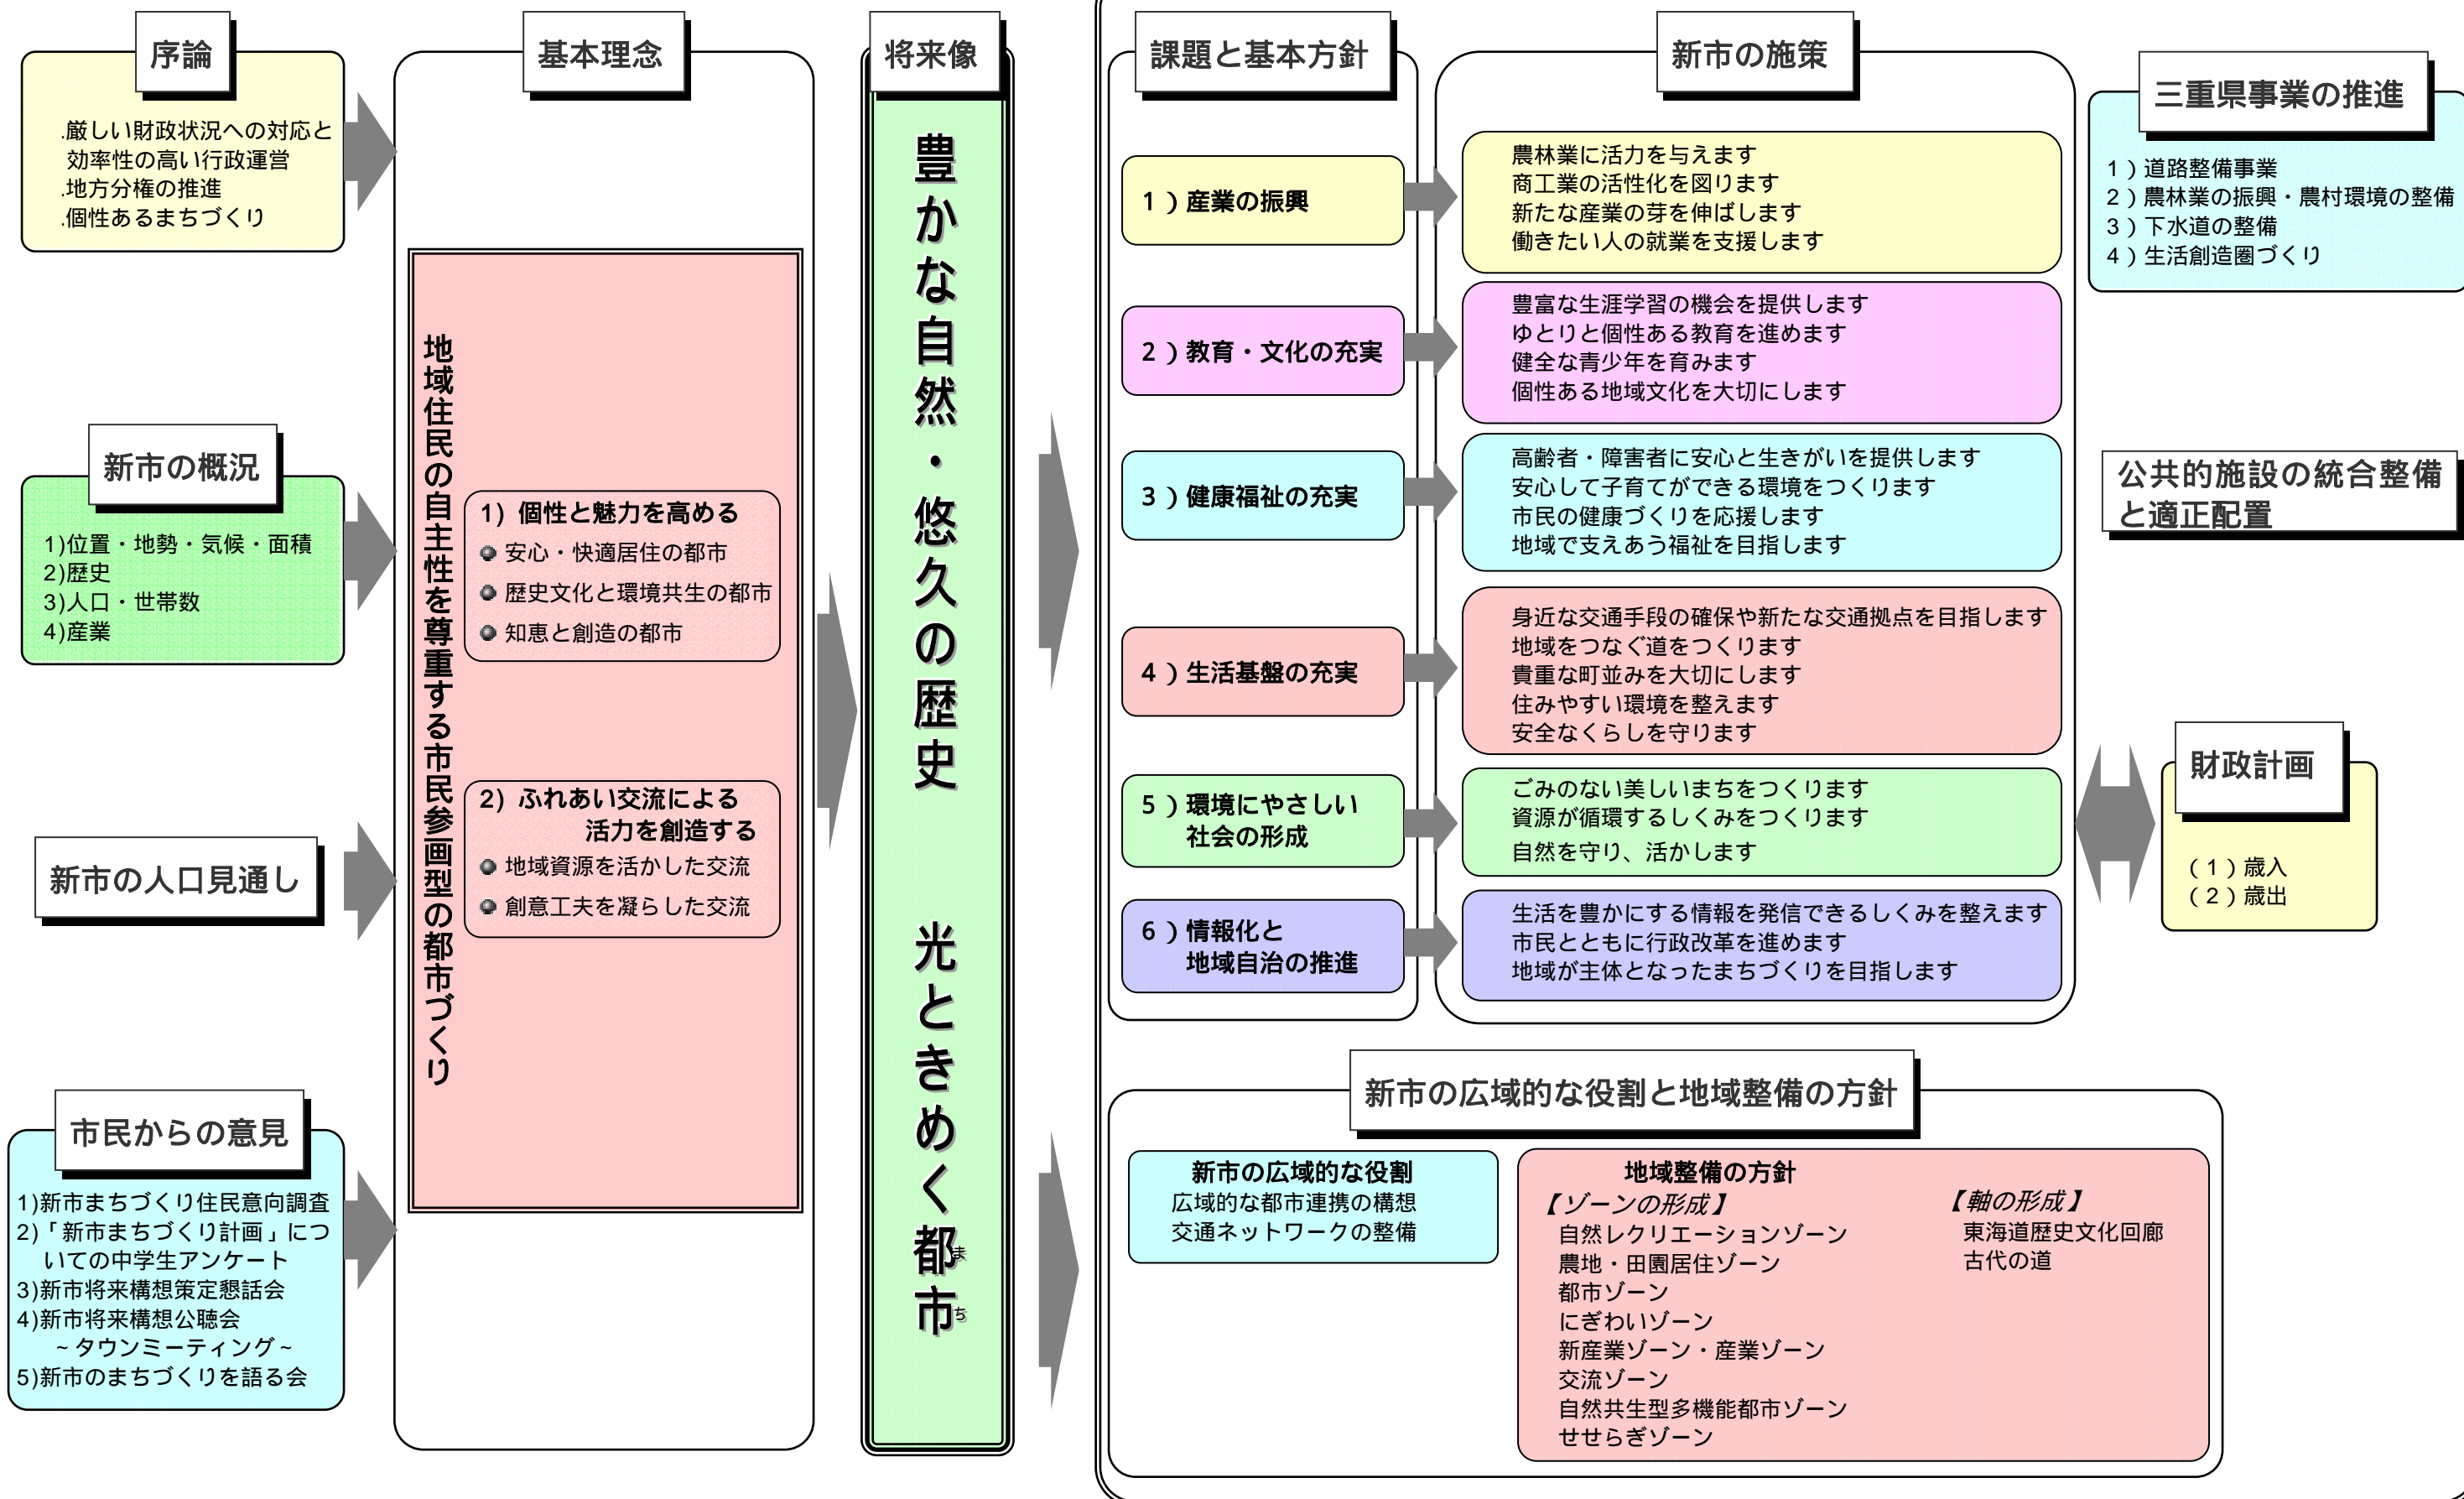 序論
.厳しい財政状況への対応と
効率性の高い行政運営
.地方分権の推進
.個性あるまちづくり
新市の概況
1)位置・地勢・気候・面積
2)歴史
3)人口・世帯数
4)産業
新市の人口見通し
市民からの意見
1)新市まちづくり住民意向調査
2)「新市まちづくり計画」につ
いての中学生アンケート
3)新市将来構想策定懇話会
4)新市将来構想公聴会
~タウンミーティング~
5)新市のまちづくりを語る会
基本理念
地域住民の自主性を尊重する市民参画型の都市づくり
1) 個性と魅力を高める
安心・快適居住の都市
歴史文化と環境共生の都市
知恵と創造の都市
2) ふれあい交流による
活力を創造する
地域資源を活かした交流
創意工夫を凝らした交流
将来像
豊かな自然・悠久の歴史 光ときめく都市
まち
課題と基本方針
1）産業の振興
2）教育・文化の充実
3）健康福祉の充実
4）生活基盤の充実
5）環境にやさしい
社会の形成
6）情報化と
地域自治の推進
新市の施策
農林業に活力を与えます
商工業の活性化を図ります
新たな産業の芽を伸ばします
働きたい人の就業を支援します
豊富な生涯学習の機会を提供します
ゆとりと個性ある教育を進めます
健全な青少年を育みます
個性ある地域文化を大切にします
高齢者・障害者に安心と生きがいを提供します
安心して子育てができる環境をつくります
市民の健康づくりを応援します
地域で支えあう福祉を目指します
身近な交通手段の確保や新たな交通拠点を目指します
地域をつなぐ道をつくります
貴重な町並みを大切にします
住みやすい環境を整えます
安全なくらしを守ります
ごみのない美しいまちをつくります
資源が循環するしくみをつくります
自然を守り、活かします
生活を豊かにする情報を発信できるしくみを整えます
市民とともに行政改革を進めます
地域が主体となったまちづくりを目指します
三重県事業の推進
1）道路整備事業
2）農林業の振興・農村環境の整備
3）下水道の整備
4）生活創造圏づくり
公共的施設の統合整備
と適正配置
財政計画
（1）歳入
（2）歳出
新市の広域的な役割と地域整備の方針
新市の広域的な役割
広域的な都市連携の構想
交通ネットワークの整備
地域整備の方針
【ゾーンの形成】
自然レクリエーションゾーン
農地・田園居住ゾーン
都市ゾーン
にぎわいゾーン
新産業ゾーン・産業ゾーン
交流ゾーン
自然共生型多機能都市ゾーン
せせらぎゾーン
【軸の形成】
東海道歴史文化回廊
古代の道